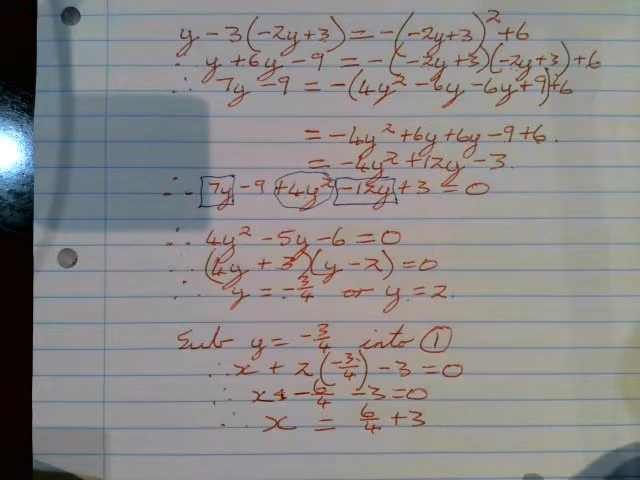 y - 3(-2y+3) = -(-2y+3)² + 6
∴ y + 6y - 9 = -(-2y+3)(-2y+3) + 6
∴ 7y - 9 = -(4y² - 6y - 6y + 9) + 6
= -4y² + 6y + 6y - 9 + 6.
= -4y² + 12y - 3.
∴ 7y - 9 + 4y² - 12y + 3 = 0
∴ 4y² - 5y - 6 = 0
∴ (4y + 3)(y - 2) = 0
∴ y = -3/4 or y = 2.
Sub y = -3/4 into ①
∴ x + 2(-3/4) - 3 = 0
∴ x - 6/4 - 3 = 0
∴ x = 6/4 + 3